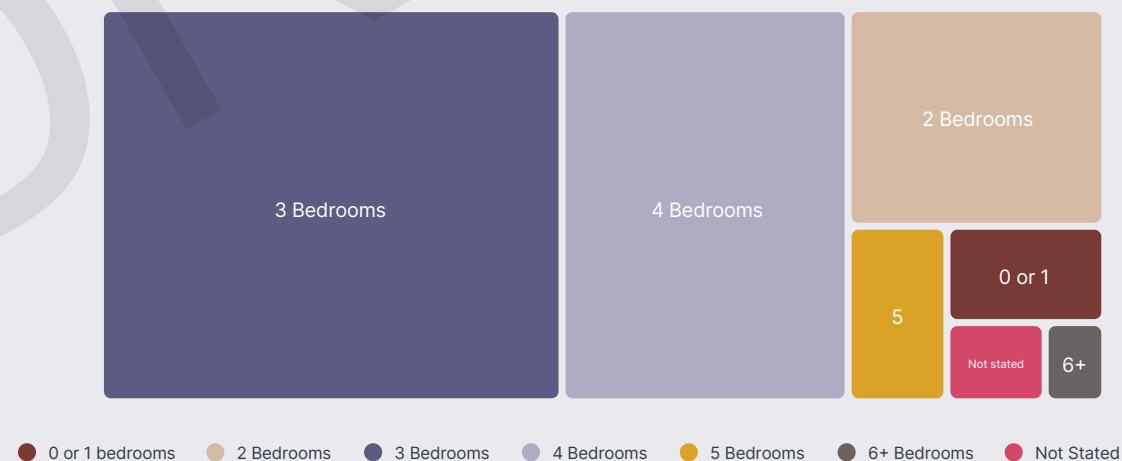 2 Bedrooms
3 Bedrooms
4 Bedrooms
0 or 1
5
Not stated
6+
0 or 1 bedrooms
2 Bedrooms
3 Bedrooms
4 Bedrooms
5 Bedrooms
6+ Bedrooms
Not Stated